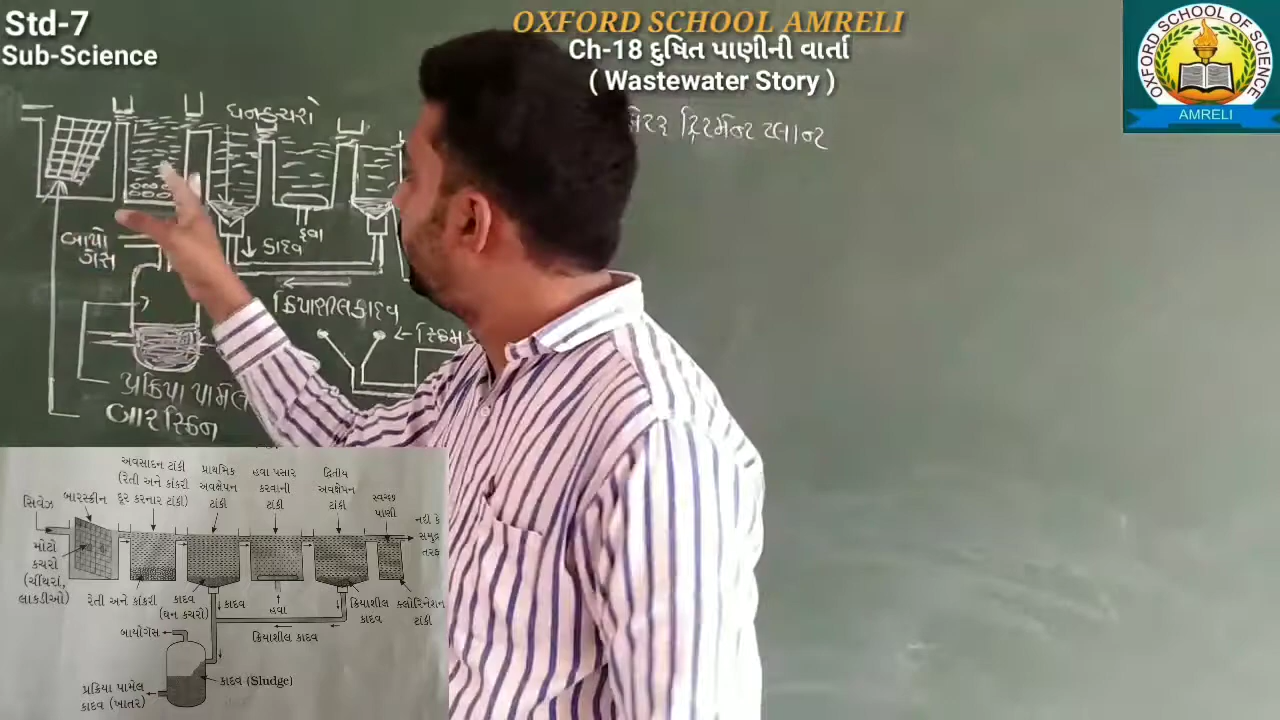 Std-7
Sub-Science
OXFORD SCHOOL AMRELI
Ch-18 દુષિત પાણીની વાર્તા
( Wastewater Story )
OXFORD SCHOOL OF SCIENCE
AMRELI
ટ્રિટમેન્ટ પ્લાન્ટ
ઘનકચરો
બાયો
ગેસ
કાદવ
હવા
ક્રિયાશીલકાદવ
પ્રક્રિયા પામેલ
બાર સ્ક્રિન
અવસાદન ટાંકી
(રેતી અને કાંકરી
દૂર કરનાર ટાંકી)
પ્રાથમિક
અવક્ષેપન
ટાંકી
હવા પસાર
કરવાની
ટાંકી
દ્વિતીય
અવક્ષેપન
ટાંકી
સ્વચ્છ
પાણી
સિવેઝ
બારસ્ક્રીન
નદી કે
સમુદ્ર
તરફ
મોટો
કચરો
(ચીંથરાં,
લાકડીઓ)
રેતી અને કાંકરી
કાદવ
(ઘન કચરો)
કાદવ
હવા
ક્રિયાશીલ
કાદવ
ક્લોરિનેશન
ટાંકી
ક્રિયાશીલ કાદવ
બાયોગેસ
કાદવ (Sludge)
પ્રક્રિયા પામેલ
કાદવ (ખાતર)